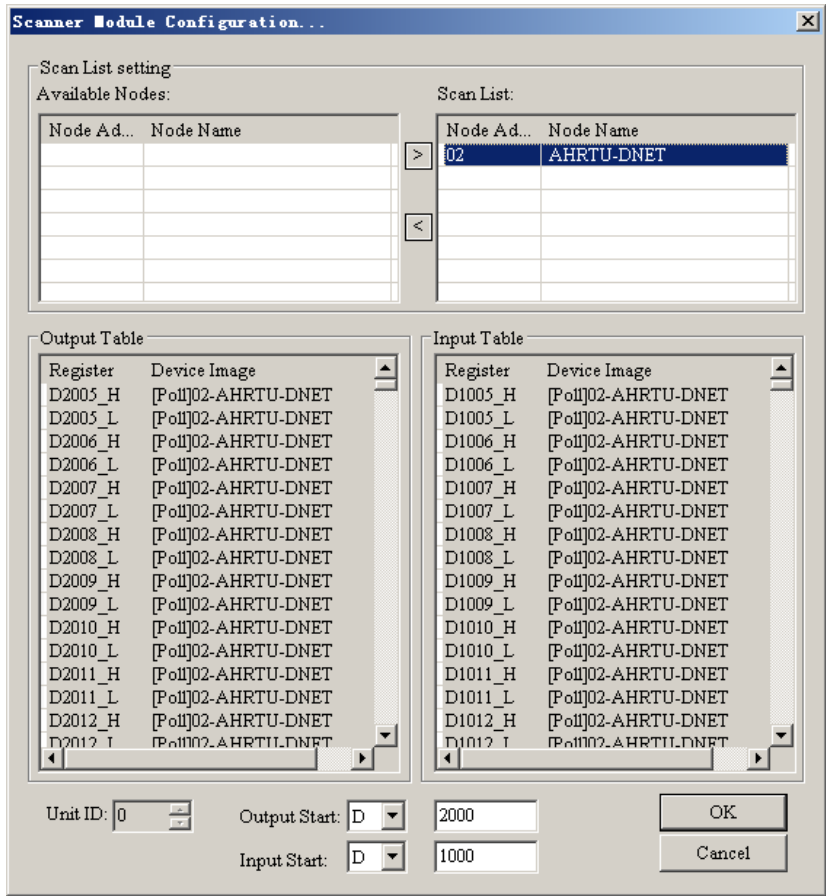 Scanner Module Configuration...
Scan List setting
Available Nodes:
Node Ad... Node Name
Scan List:
Node Ad... Node Name
02 AHRTU-DNET
>
<
Output Table
Register Device Image
D2005_H [Poll]02-AHRTU-DNET
D2005_L [Poll]02-AHRTU-DNET
D2006_H [Poll]02-AHRTU-DNET
D2006_L [Poll]02-AHRTU-DNET
D2007_H [Poll]02-AHRTU-DNET
D2007_L [Poll]02-AHRTU-DNET
D2008_H [Poll]02-AHRTU-DNET
D2008_L [Poll]02-AHRTU-DNET
D2009_H [Poll]02-AHRTU-DNET
D2009_L [Poll]02-AHRTU-DNET
D2010_H [Poll]02-AHRTU-DNET
D2010_L [Poll]02-AHRTU-DNET
D2011_H [Poll]02-AHRTU-DNET
D2011_L [Poll]02-AHRTU-DNET
D2012_H [Poll]02-AHRTU-DNET
D2012_L [Poll]02-AHRTU-DNET
Input Table
Register Device Image
D1005_H [Poll]02-AHRTU-DNET
D1005_L [Poll]02-AHRTU-DNET
D1006_H [Poll]02-AHRTU-DNET
D1006_L [Poll]02-AHRTU-DNET
D1007_H [Poll]02-AHRTU-DNET
D1007_L [Poll]02-AHRTU-DNET
D1008_H [Poll]02-AHRTU-DNET
D1008_L [Poll]02-AHRTU-DNET
D1009_H [Poll]02-AHRTU-DNET
D1009_L [Poll]02-AHRTU-DNET
D1010_H [Poll]02-AHRTU-DNET
D1010_L [Poll]02-AHRTU-DNET
D1011_H [Poll]02-AHRTU-DNET
D1011_L [Poll]02-AHRTU-DNET
D1012_H [Poll]02-AHRTU-DNET
D1012_L [Poll]02-AHRTU-DNET
Unit ID: 0
Output Start: D 2000
Input Start: D 1000
OK
Cancel